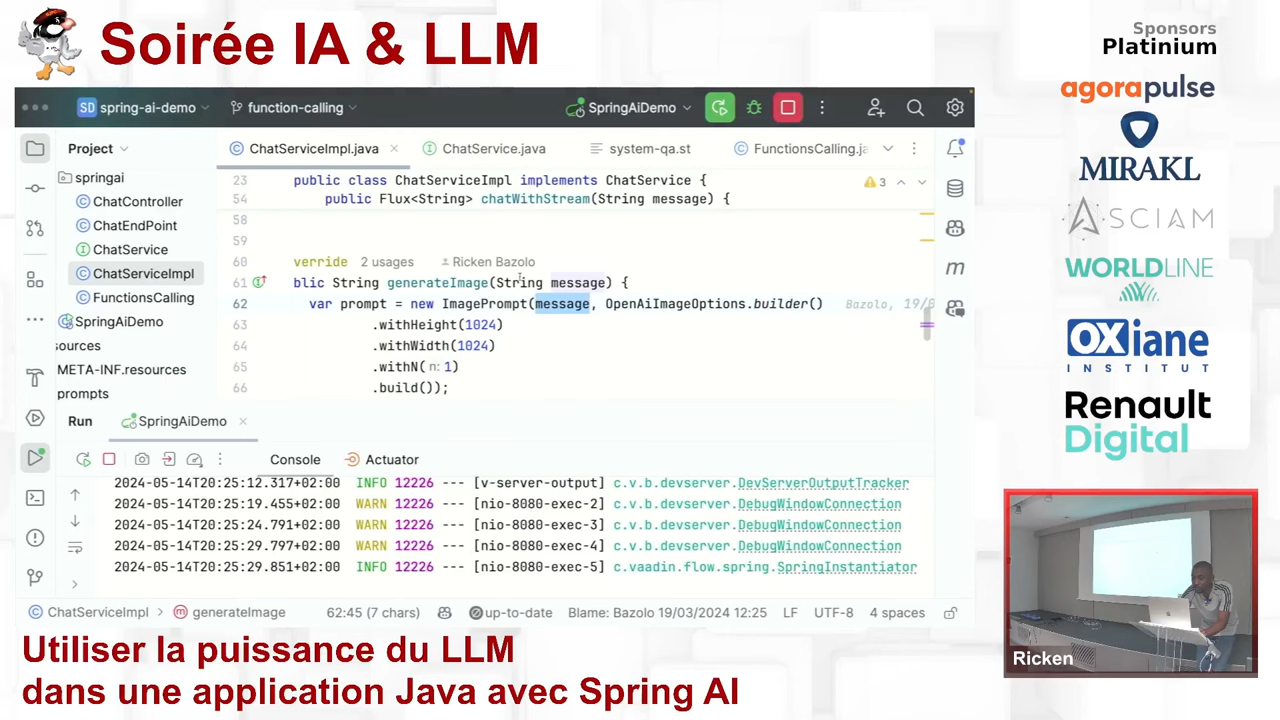 Soirée IA & LLM
Sponsors
Platinium
agorapulse
MIRAKL
ASCIAM
WORLDLINE
OXiane
INSTITUT
Renault
Digital
SD spring-ai-demo
function-calling
SpringAiDemo
Project
springai
ChatController
ChatEndPoint
ChatService
ChatServiceImpl
FunctionsCalling
SpringAiDemo
sources
META-INF.resources
prompts
ChatServiceImpl.java
ChatService.java
system-qa.st
FunctionsCalling.ja
3
23 public class ChatServiceImpl implements ChatService {
54 public Flux<String> chatWithStream(String message) {
58
59
60 verride 2 usages Ricken Bazolo
61 blic String generateImage(String message) {
62 var prompt = new ImagePrompt(message, OpenAiImageOptions.builder() Bazolo, 19/
63 .withHeight(1024)
64 .withWidth(1024)
65 .withN( n: 1)
66 .build());
Run SpringAiDemo
Console Actuator
2024-05-14T20:25:12.317+02:00 INFO 12226 --- [v-server-output] c.v.b.devserver.DevServerOutputTracker
2024-05-14T20:25:19.455+02:00 WARN 12226 --- [nio-8080-exec-2] c.v.b.devserver.DebugWindowConnection
2024-05-14T20:25:24.791+02:00 WARN 12226 --- [nio-8080-exec-3] c.v.b.devserver.DebugWindowConnection
2024-05-14T20:25:29.797+02:00 WARN 12226 --- [nio-8080-exec-4] c.v.b.devserver.DebugWindowConnection
2024-05-14T20:25:29.851+02:00 INFO 12226 --- [nio-8080-exec-5] c.vaadin.flow.spring.SpringInstantiator
ChatServiceImpl > generateImage 62:45 (7 chars) up-to-date Blame: Bazolo 19/03/2024 12:25 LF UTF-8 4 spaces
Ricken
Utiliser la puissance du LLM
dans une application Java avec Spring AI